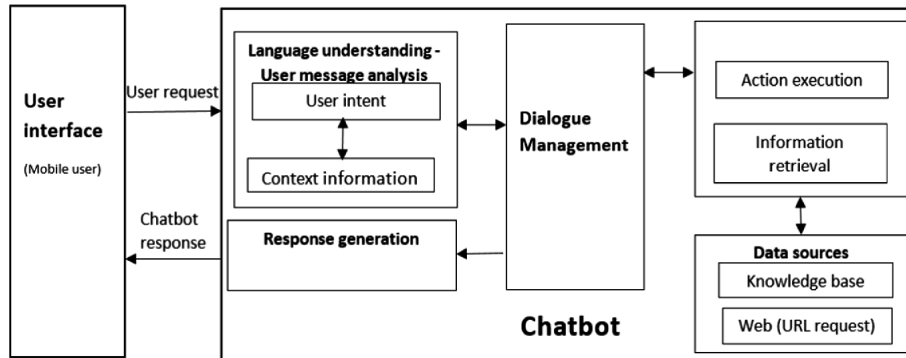 User
interface
(Mobile user)
User request
Chatbot
response
Language understanding -
User message analysis
User intent
Context information
Response generation
Dialogue
Management
Action execution
Information
retrieval
Data sources
Knowledge base
Web (URL request)
Chatbot